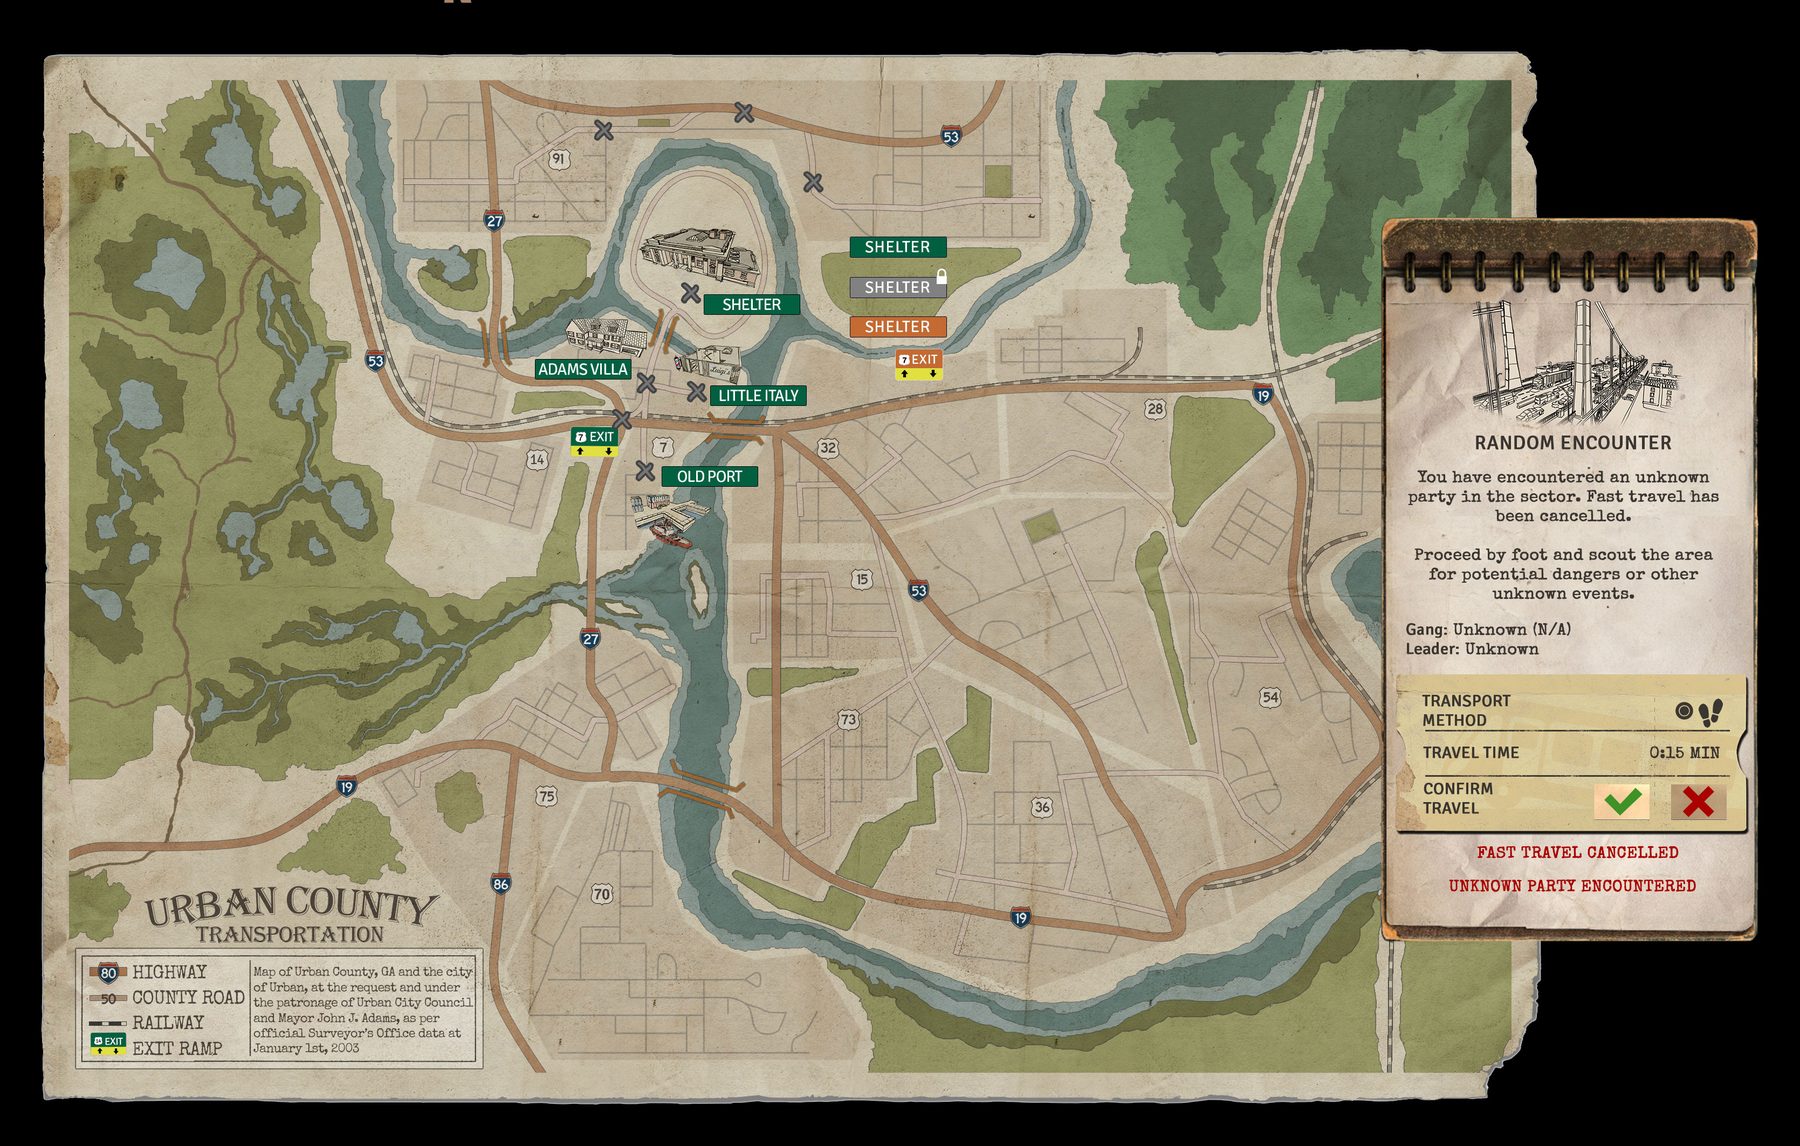 53
91
27
SHELTER
SHELTER
SHELTER
SHELTER
7 EXIT
53
ADAMS VILLA
Luigi's
LITTLE ITALY
19
28
7 EXIT
7
32
14
OLD PORT
15
53
27
54
73
19
75
36
86
70
19
URBAN COUNTY
TRANSPORTATION
80 HIGHWAY
50 COUNTY ROAD
RAILWAY
EXIT EXIT RAMP
Map of Urban County, GA and the city
of Urban, at the request and under
the patronage of Urban City Council
and Mayor John J. Adams, as per
official Surveyor's Office data at
January 1st, 2003
RANDOM ENCOUNTER
You have encountered an unknown
party in the sector. Fast travel has
been cancelled.
Proceed by foot and scout the area
for potential dangers or other
unknown events.
Gang: Unknown (N/A)
Leader: Unknown
TRANSPORT
METHOD
TRAVEL TIME 0:15 MIN
CONFIRM
TRAVEL
FAST TRAVEL CANCELLED
UNKNOWN PARTY ENCOUNTERED